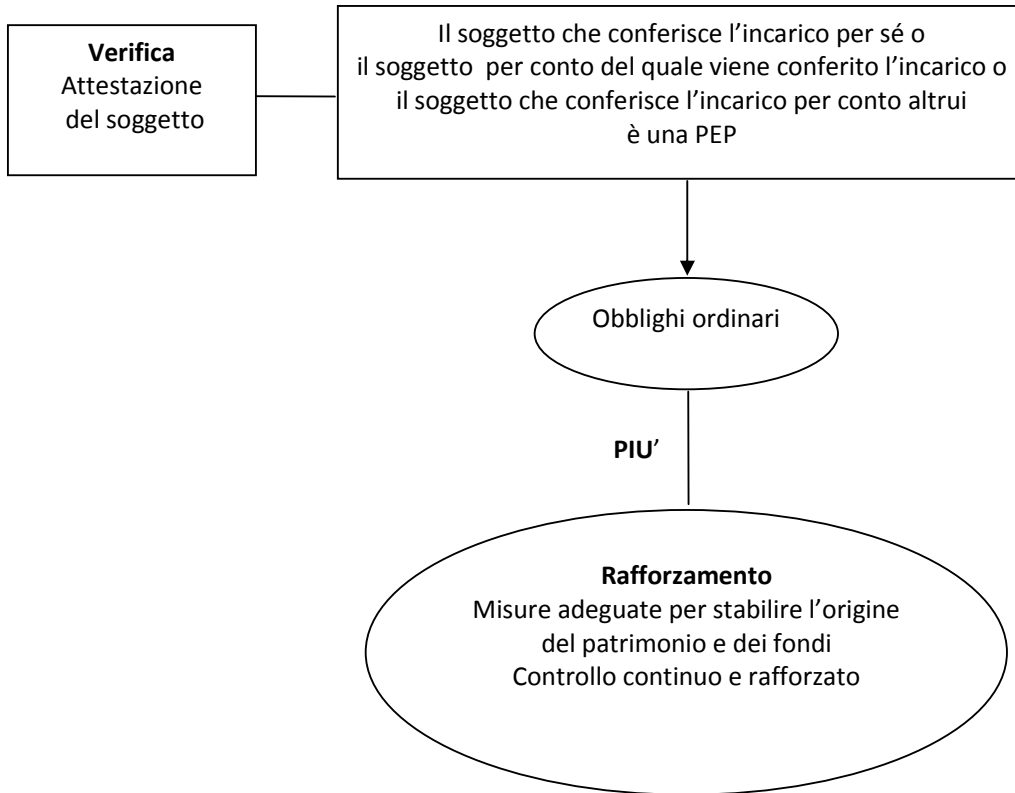 Verifica
Attestazione
del soggetto
Il soggetto che conferisce l’incarico per sé o
il soggetto per conto del quale viene conferito l’incarico o
il soggetto che conferisce l’incarico per conto altrui
è una PEP
Obblighi ordinari
PIU’
Rafforzamento
Misure adeguate per stabilire l’origine
del patrimonio e dei fondi
Controllo continuo e rafforzato